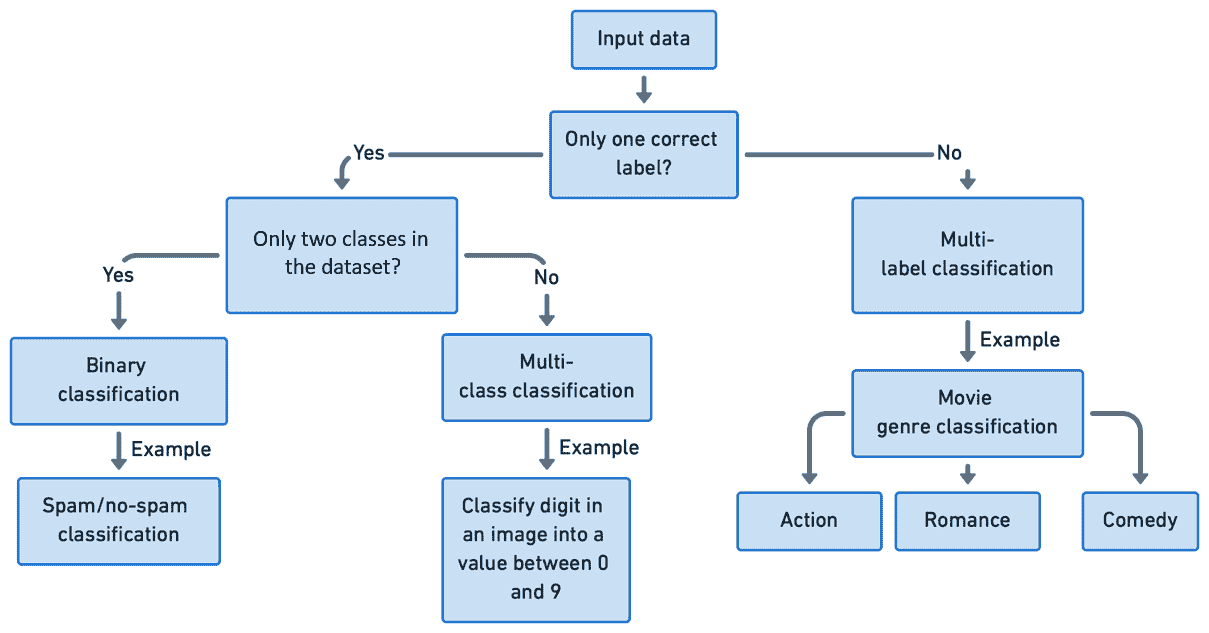 Input data
Only one correct
label?
Yes
No
Only two classes in
the dataset?
Multi-
label classification
Yes
No
Example
Binary
classification
Multi-
class classification
Movie
genre classification
Example
Example
Spam/no-spam
classification
Classify digit in
an image into a
value between 0
and 9
Action
Romance
Comedy